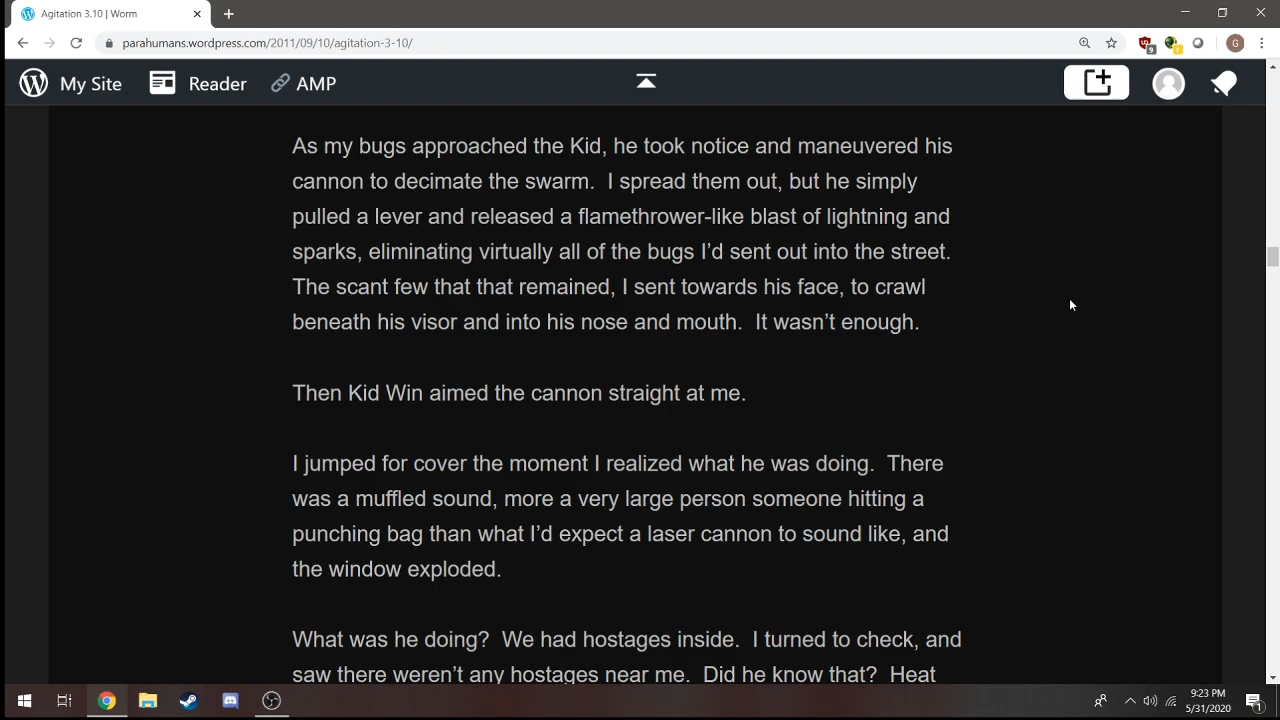 Agitation 3.10 | Worm
parahumans.wordpress.com/2011/09/10/agitation-3-10/
9
G
My Site
Reader
AMP
As my bugs approached the Kid, he took notice and maneuvered his
cannon to decimate the swarm.  I spread them out, but he simply
pulled a lever and released a flamethrower-like blast of lightning and
sparks, eliminating virtually all of the bugs I’d sent out into the street.
The scant few that that remained, I sent towards his face, to crawl
beneath his visor and into his nose and mouth.  It wasn’t enough.
Then Kid Win aimed the cannon straight at me.
I jumped for cover the moment I realized what he was doing.  There
was a muffled sound, more a very large person someone hitting a
punching bag than what I’d expect a laser cannon to sound like, and
the window exploded.
What was he doing?  We had hostages inside.  I turned to check, and
saw there weren’t any hostages near me.  Did he know that?  Heat
9:23 PM
5/31/2020
1